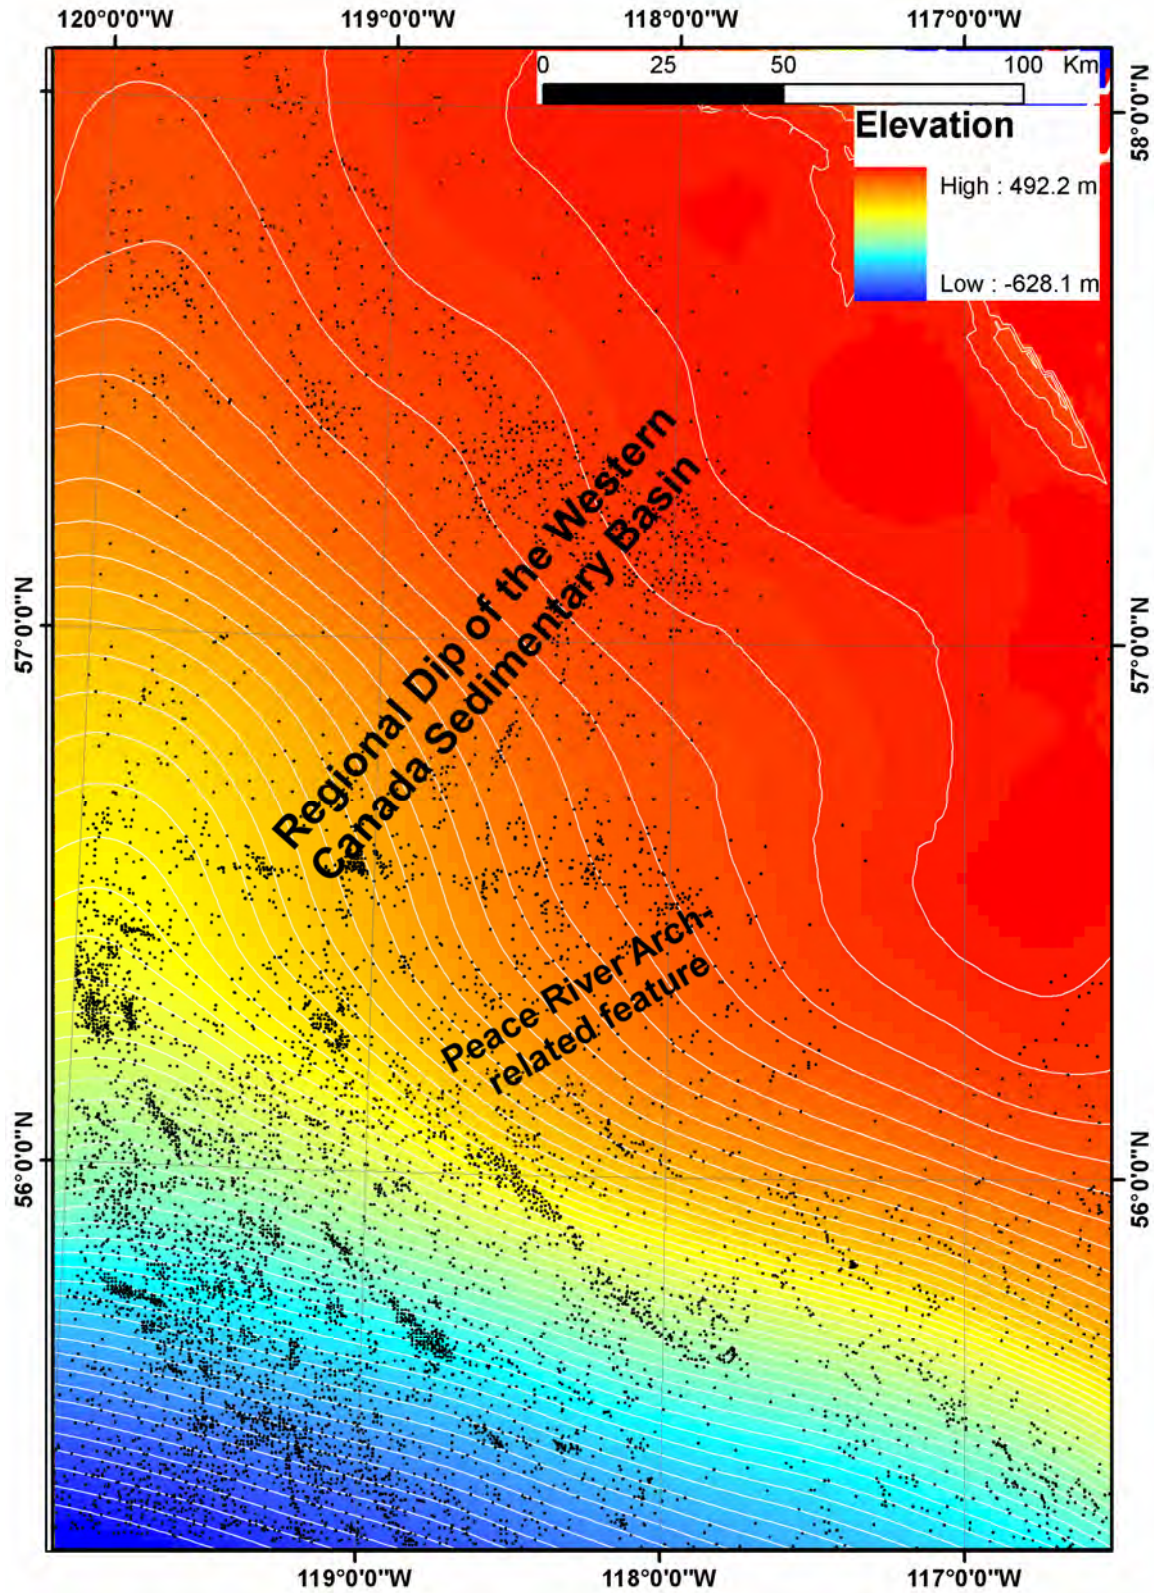 120°0'0"W 119°0'0"W 118°0'0"W 117°0'0"W
0 25 50 100 Km
58°0'0"N
Elevation
High : 492.2 m
Low : -628.1 m
Regional Dip of the Western
Canada Sedimentary Basin
57°0'0"N 57°0'0"N
Peace River Arch-
related feature
56°0'0"N 56°0'0"N
119°0'0"W 118°0'0"W 117°0'0"W